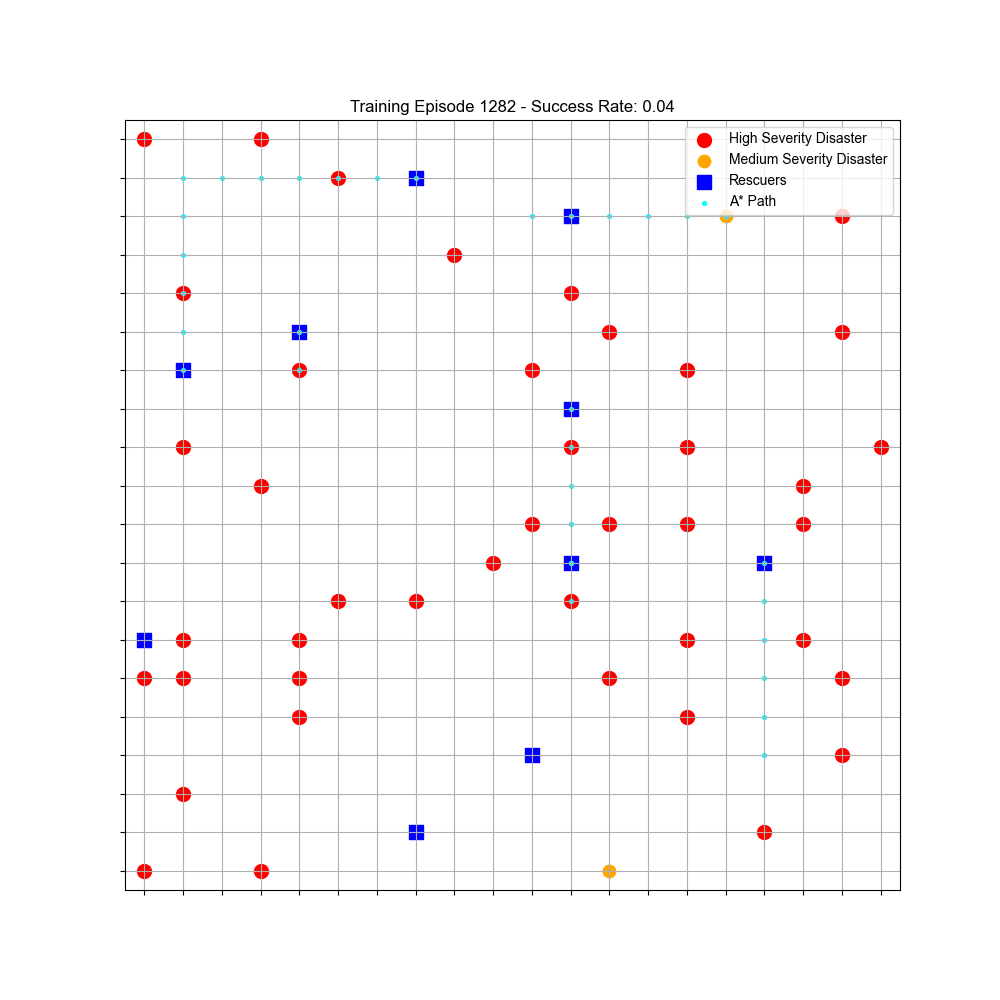 Training Episode 1282 - Success Rate: 0.04
High Severity Disaster
Medium Severity Disaster
Rescuers
A* Path